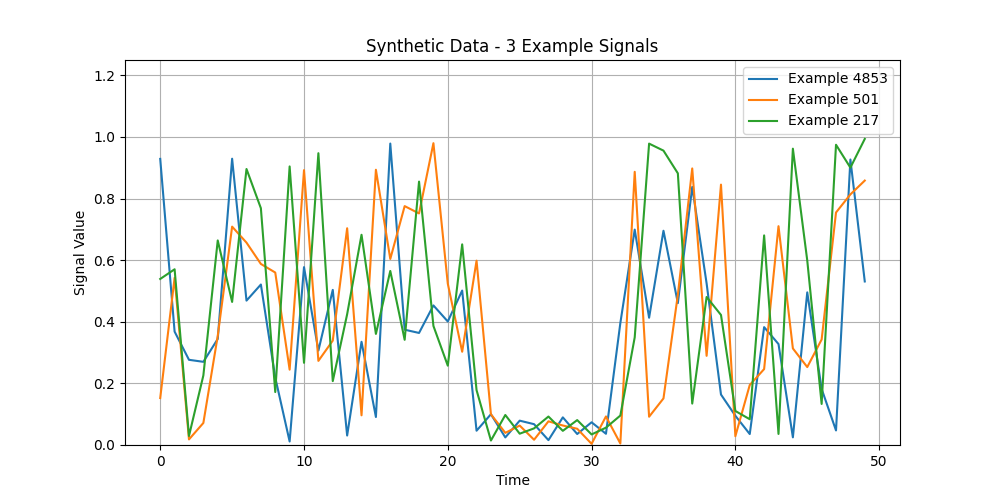 Synthetic Data - 3 Example Signals
Example 4853
Example 501
Example 217
Signal Value
1.2
1.0
0.8
0.6
0.4
0.2
0.0
0 10 20 30 40 50
Time